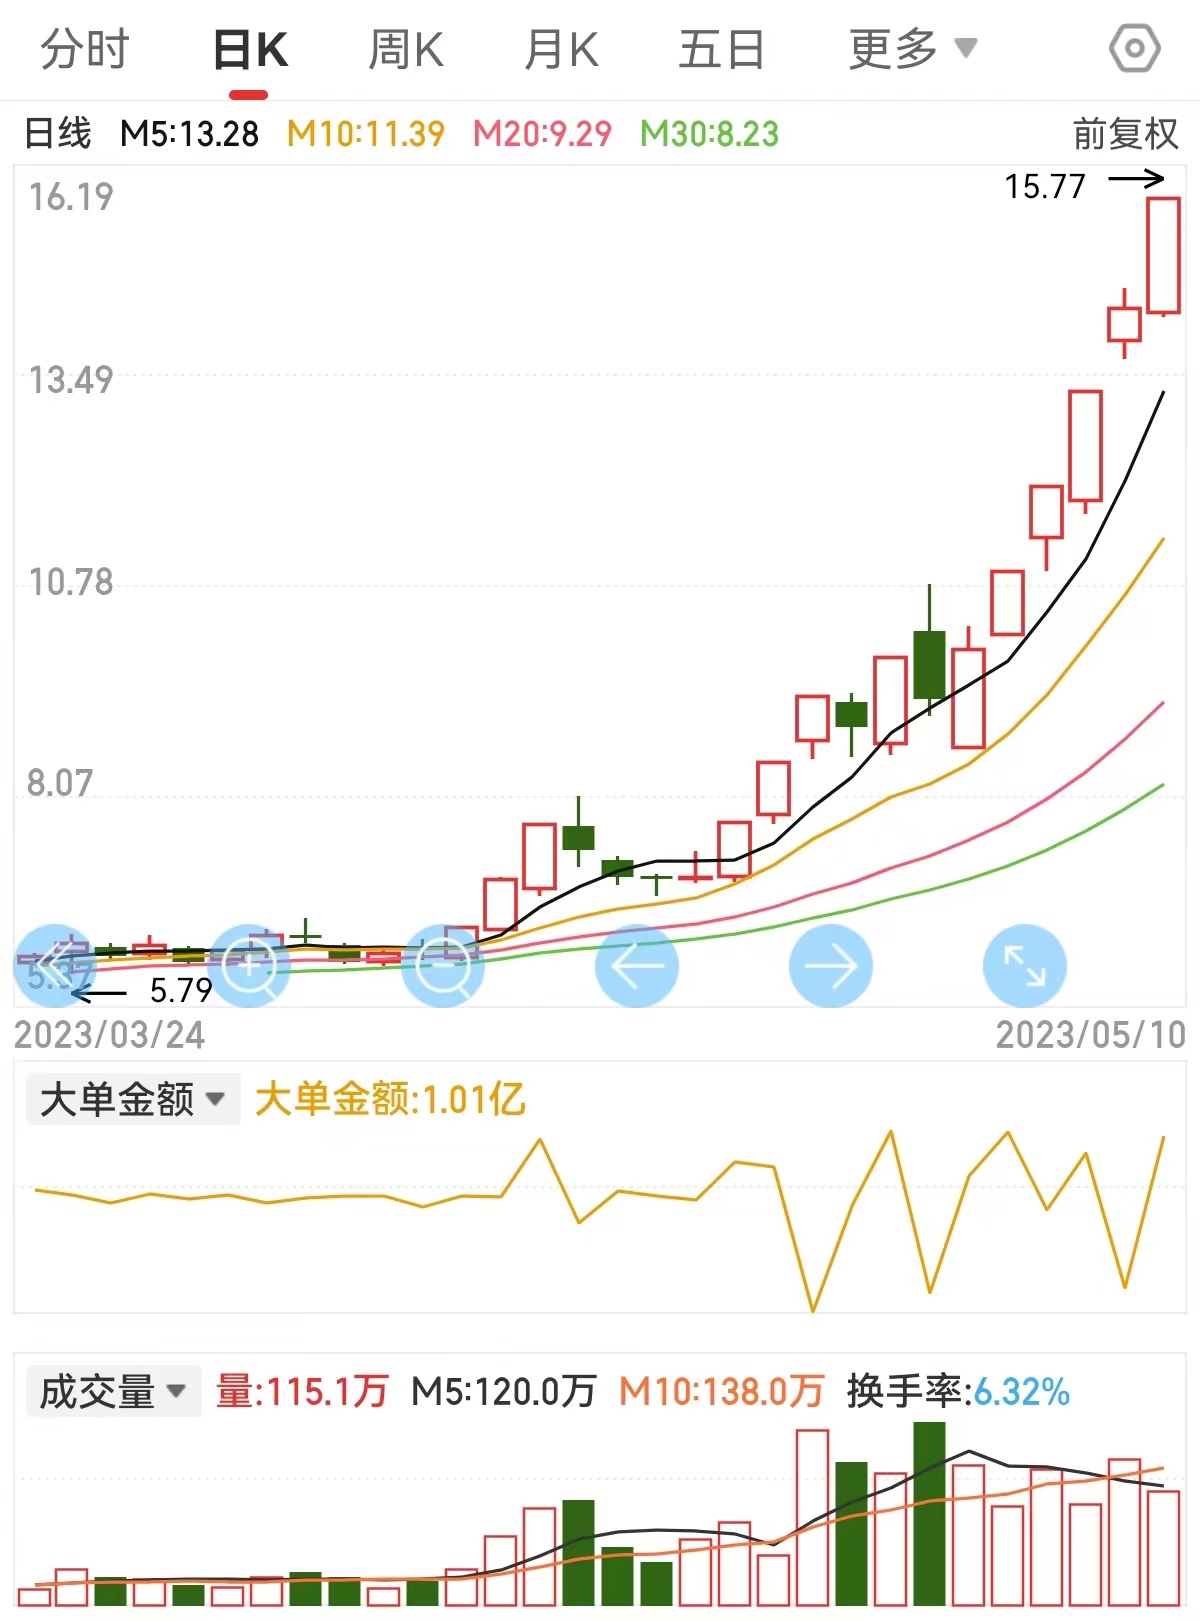 分时 日K 周K 月K 五日 更多
日线 M5:13.28 M10:11.39 M20:9.29 M30:8.23 前复权
16.19
15.77
13.49
10.78
8.07
5.37
5.79
2023/03/24 2023/05/10
大单金额 大单金额:1.01亿
成交量 量:115.1万 M5:120.0万 M10:138.0万 换手率:6.32%